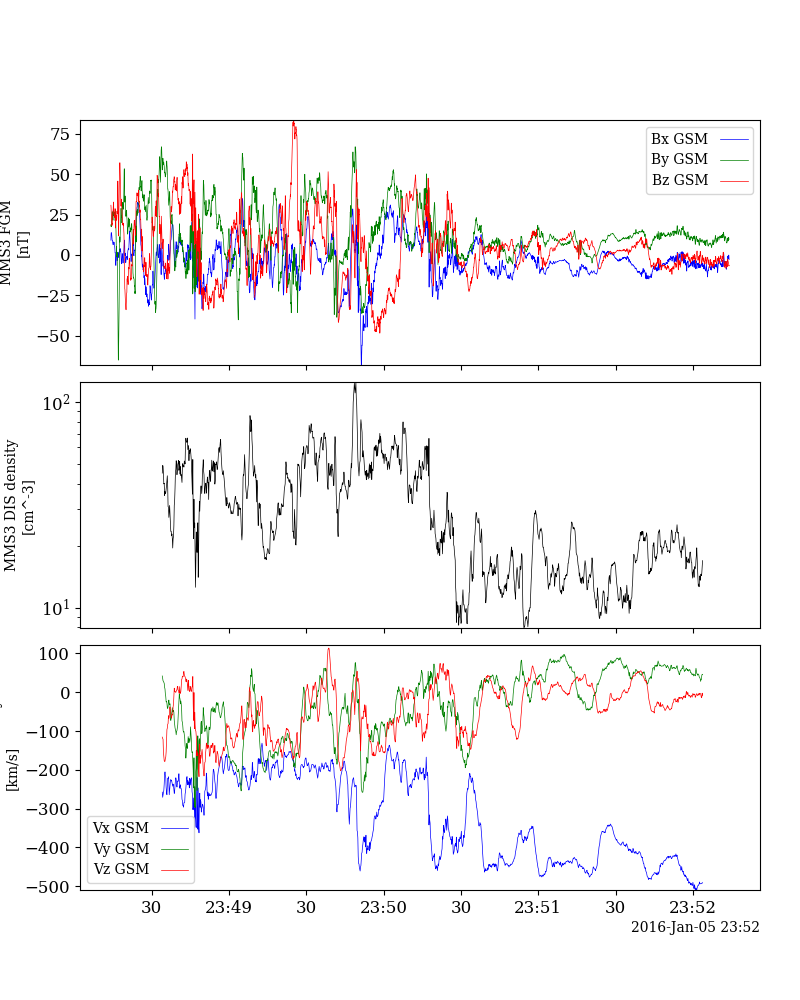 75
50
25
0
−25
−50
MMS3 FGM
[nT]
Bx GSM
By GSM
Bz GSM
10²
10¹
MMS3 DIS density
[cm^-3]
100
0
−100
−200
−300
−400
−500
[km/s]
Vx GSM
Vy GSM
Vz GSM
30 23:49 30 23:50 30 23:51 30 23:52
2016-Jan-05 23:52